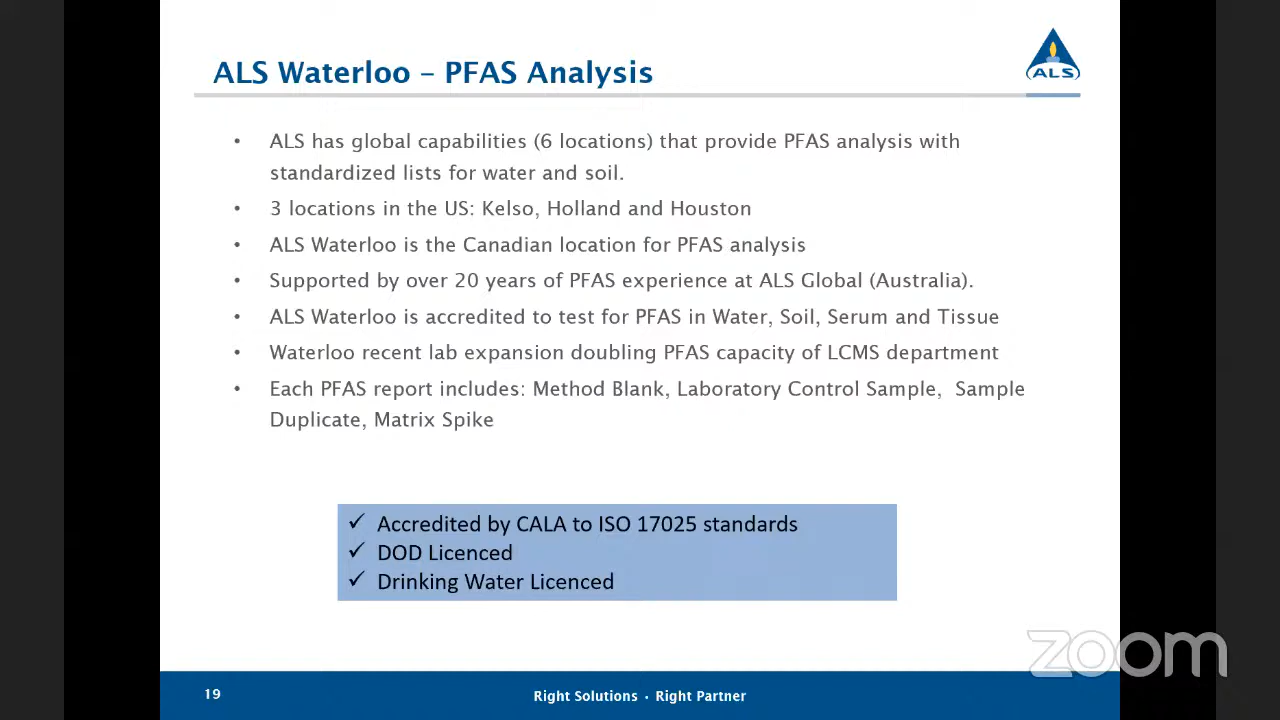 ALS Waterloo – PFAS Analysis
ALS
• ALS has global capabilities (6 locations) that provide PFAS analysis with
standardized lists for water and soil.
• 3 locations in the US: Kelso, Holland and Houston
• ALS Waterloo is the Canadian location for PFAS analysis
• Supported by over 20 years of PFAS experience at ALS Global (Australia).
• ALS Waterloo is accredited to test for PFAS in Water, Soil, Serum and Tissue
• Waterloo recent lab expansion doubling PFAS capacity of LCMS department
• Each PFAS report includes: Method Blank, Laboratory Control Sample,  Sample
Duplicate, Matrix Spike
✓ Accredited by CALA to ISO 17025 standards
✓ DOD Licenced
✓ Drinking Water Licenced
zoom
19
Right Solutions · Right Partner